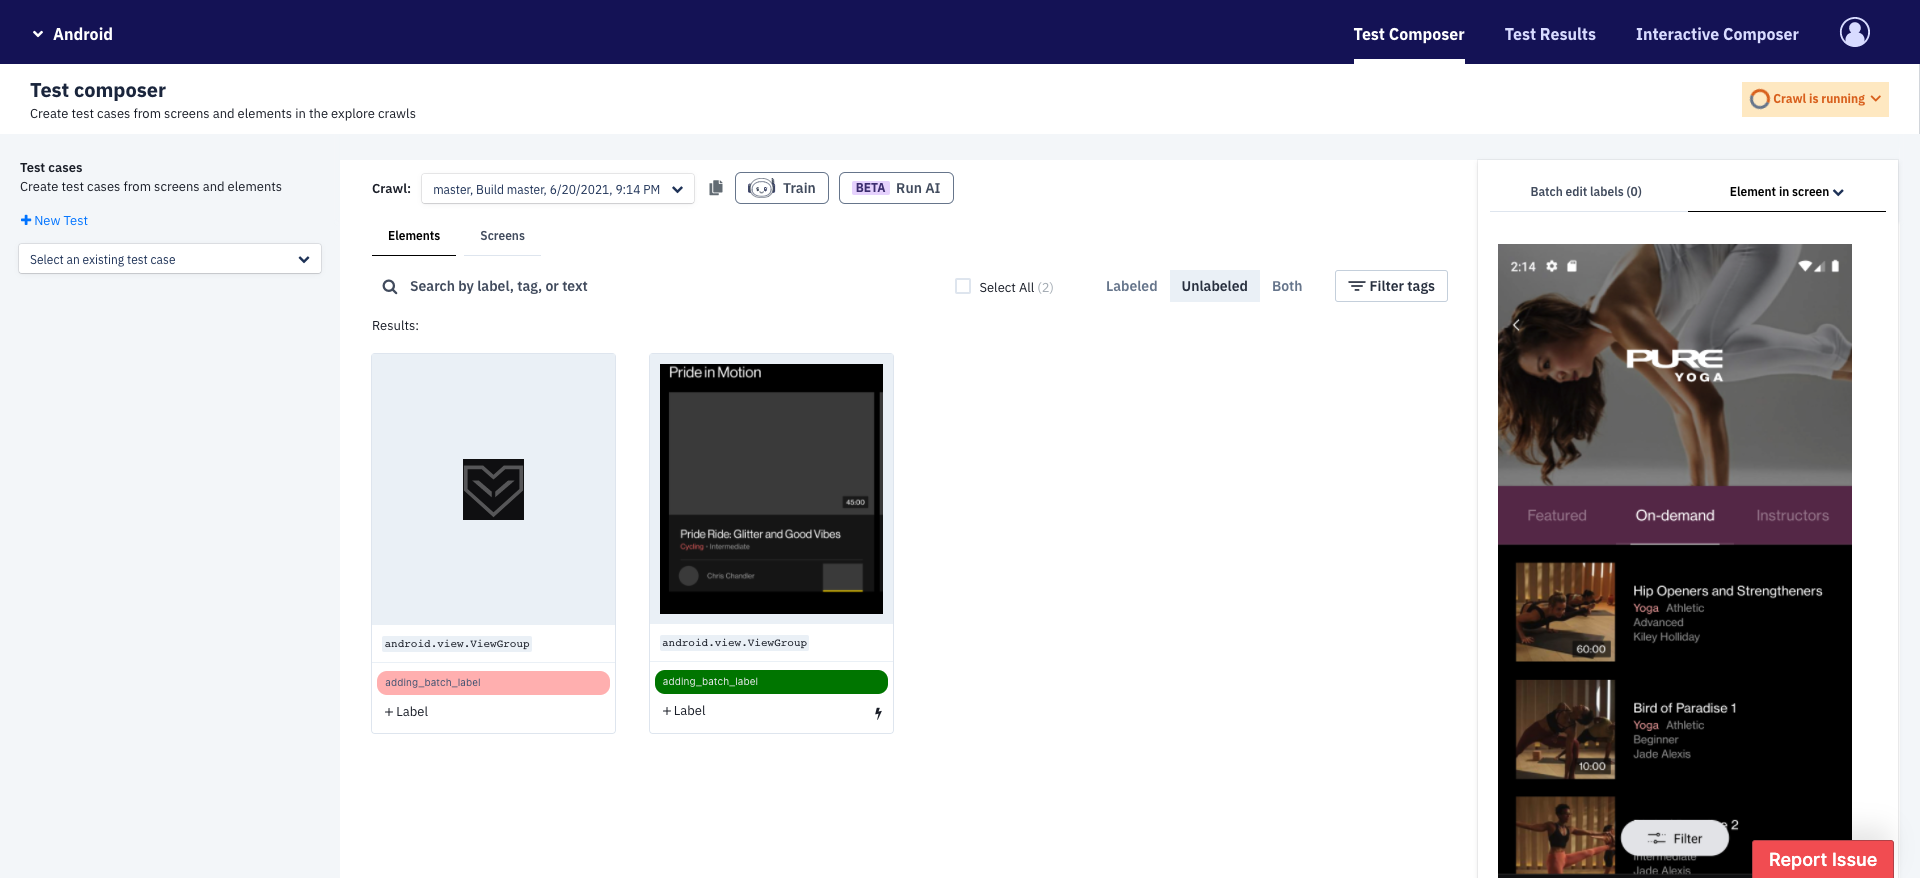 Android
Test Composer
Test Results
Interactive Composer
Test composer
Create test cases from screens and elements in the explore crawls
Crawl is running
Test cases
Create test cases from screens and elements
New Test
Select an existing test case
Crawl:
master, Build master, 6/20/2021, 9:14 PM
Train
BETA Run AI
Elements
Screens
Search by label, tag, or text
Select All (2)
Labeled
Unlabeled
Both
Filter tags
Results:
android.view.ViewGroup
adding_batch_label
+ Label
Pride in Motion
45:00
Pride Ride: Glitter and Good Vibes
Cycling - Intermediate
Chris Chandler
android.view.ViewGroup
adding_batch_label
+ Label
Batch edit labels (0)
Element in screen
2:14
PURE
YOGA
Featured
On-demand
Instructors
60:00
Hip Openers and Strengtheners
Yoga Athletic
Advanced
Kiley Holliday
10:00
Bird of Paradise 1
Yoga Athletic
Beginner
Jade Alexis
e 2
Filter
Intermediate
Jade Alexis
Report Issue